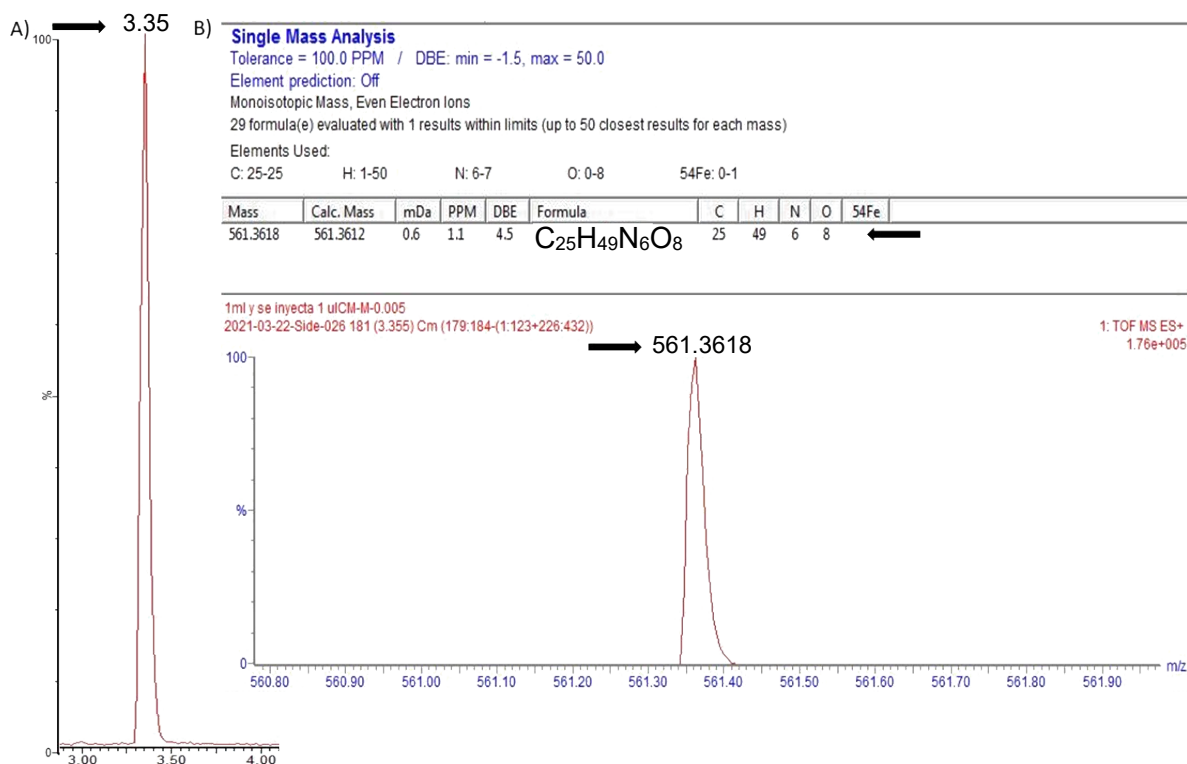 A)
3.35
100
%
0
3.00 3.50 4.00
B)
Single Mass Analysis
Tolerance = 100.0 PPM / DBE: min = -1.5, max = 50.0
Element prediction: Off
Monoisotopic Mass, Even Electron Ions
29 formula(e) evaluated with 1 results within limits (up to 50 closest results for each mass)
Elements Used:
C: 25-25 H: 1-50 N: 6-7 O: 0-8 54Fe: 0-1
Mass Calc. Mass mDa PPM DBE Formula C H N O 54Fe
561.3618 561.3612 0.6 1.1 4.5 C₂₅H₄₉N₆O₈ 25 49 6 8
1ml y se inyecta 1 ulCM-M-0.005
2021-03-22-Side-026 181 (3.355) Cm (179:184-(1:123+226:432))
1: TOF MS ES+
1.76e+005
561.3618
100
%
0
560.80 560.90 561.00 561.10 561.20 561.30 561.40 561.50 561.60 561.70 561.80 561.90
m/z